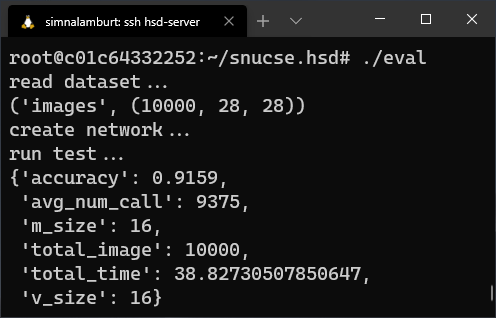 simnalamburt: ssh hsd-server
root@c01c64332252:~/snucse.hsd# ./eval
read dataset...
('images', (10000, 28, 28))
create network...
run test...
{'accuracy': 0.9159,
 'avg_num_call': 9375,
 'm_size': 16,
 'total_image': 10000,
 'total_time': 38.82730507850647,
 'v_size': 16}